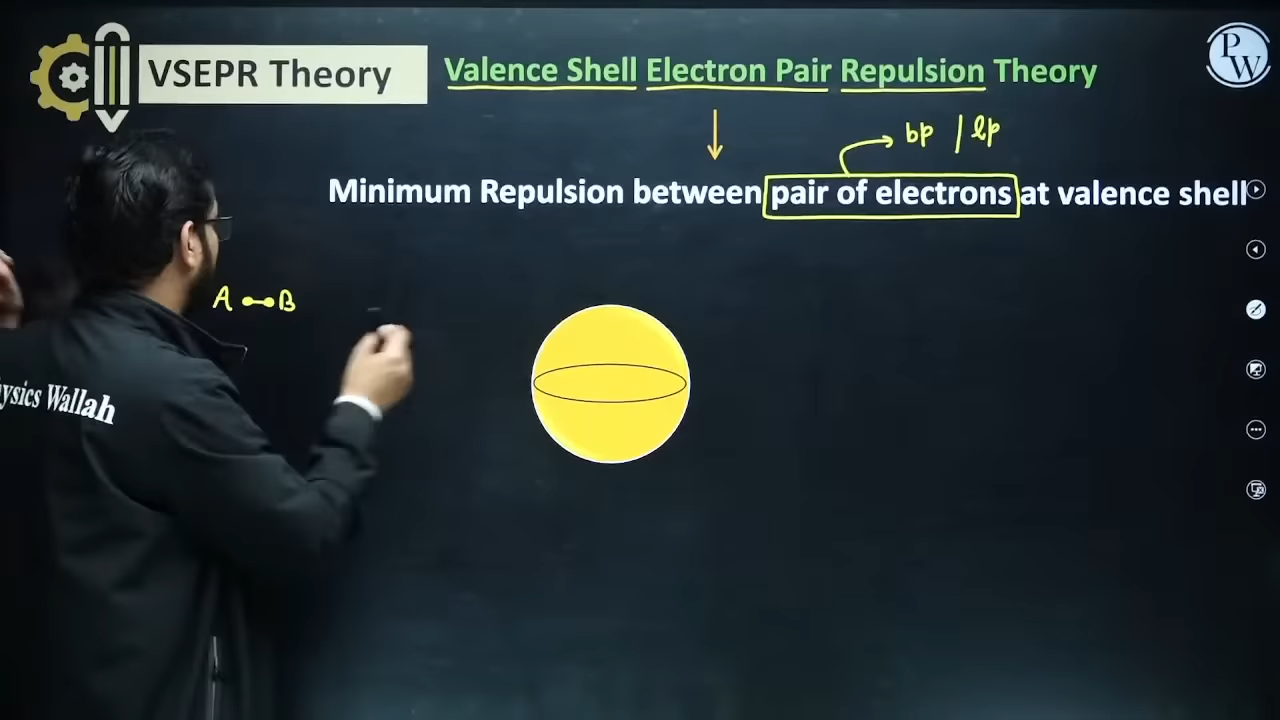 VSEPR Theory
Valence Shell Electron Pair Repulsion Theory
PW
bp / lp
Minimum Repulsion between pair of electrons at valence shell
A B
ysics Wallah